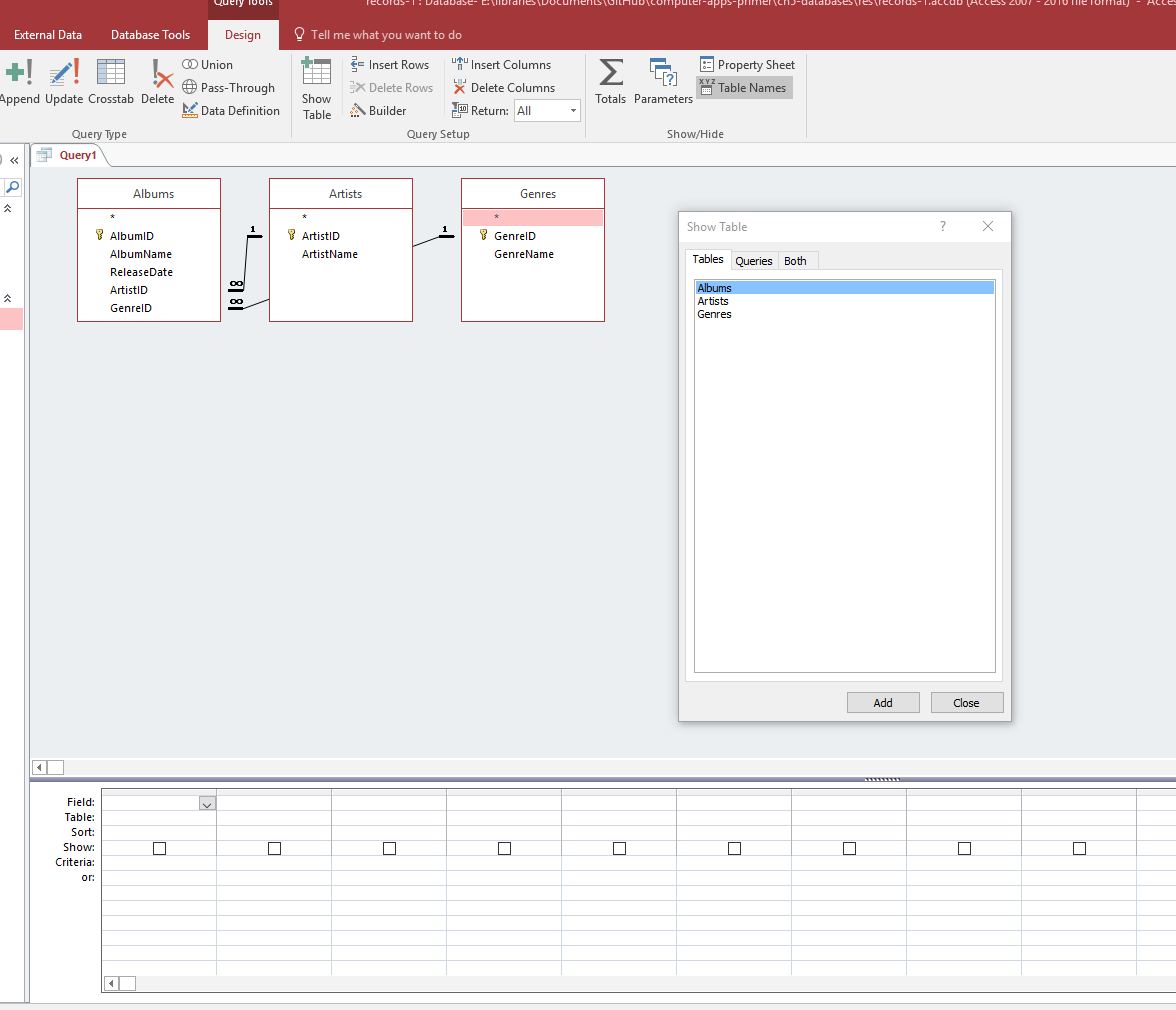 Query Tools
records-1 : Database- E:\libraries\Documents\GitHub\computer-apps-primer\ch5-databases\res\records-1.accdb (Access 2007 - 2016 file format) -
External Data Database Tools Design Tell me what you want to do
Append Update Crosstab Delete
Union
Pass-Through
Data Definition
Query Type
Show
Table
Insert Rows
Delete Rows
Builder
Insert Columns
Delete Columns
Return: All
Query Setup
Totals Parameters
Property Sheet
Table Names
Show/Hide
Query1
Albums
*
AlbumID
AlbumName
ReleaseDate
ArtistID
GenreID
1
∞
∞
Artists
*
ArtistID
ArtistName
1
Genres
*
GenreID
GenreName
Show Table ?
Tables Queries Both
Albums
Artists
Genres
Add Close
Field:
Table:
Sort:
Show:
Criteria:
or: